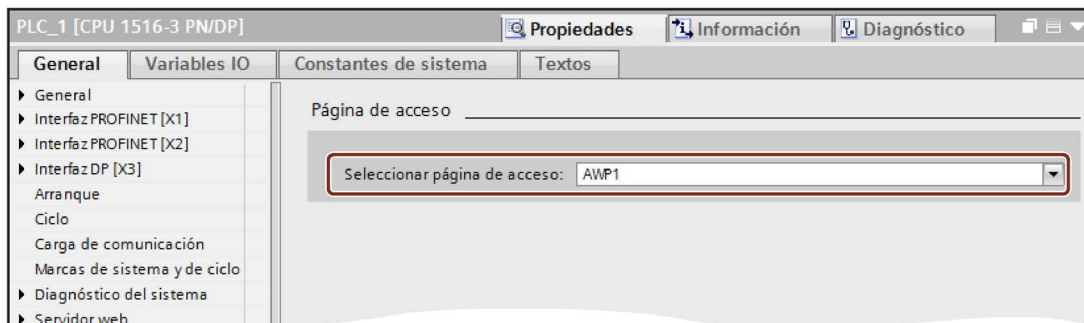 PLC_1 [CPU 1516-3 PN/DP]
Propiedades
Información
Diagnóstico
General
Variables IO
Constantes de sistema
Textos
General
Interfaz PROFINET [X1]
Interfaz PROFINET [X2]
Interfaz DP [X3]
Arranque
Ciclo
Carga de comunicación
Marcas de sistema y de ciclo
Diagnóstico del sistema
Servidor web
Página de acceso
Seleccionar página de acceso: AWP1